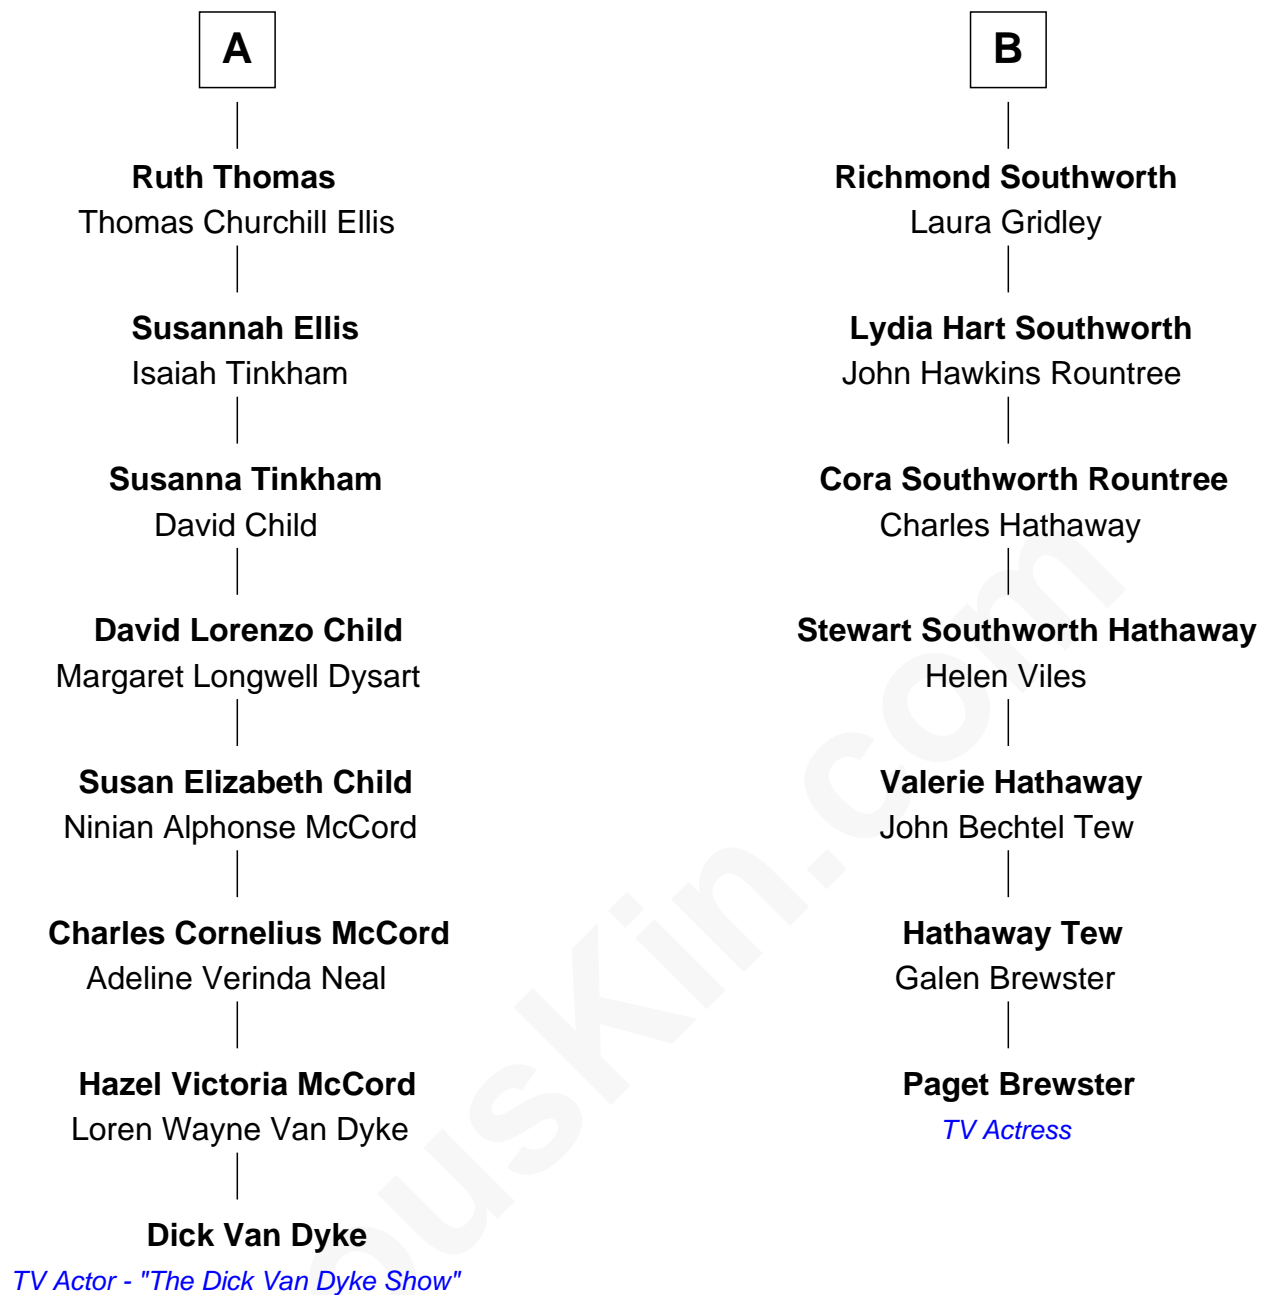 A
Ruth Thomas
Thomas Churchill Ellis
Susannah Ellis
Isaiah Tinkham
Susanna Tinkham
David Child
David Lorenzo Child
Margaret Longwell Dysart
Susan Elizabeth Child
Ninian Alphonse McCord
Charles Cornelius McCord
Adeline Verinda Neal
Hazel Victoria McCord
Loren Wayne Van Dyke
Dick Van Dyke
TV Actor - "The Dick Van Dyke Show"
B
Richmond Southworth
Laura Gridley
Lydia Hart Southworth
John Hawkins Rountree
Cora Southworth Rountree
Charles Hathaway
Stewart Southworth Hathaway
Helen Viles
Valerie Hathaway
John Bechtel Tew
Hathaway Tew
Galen Brewster
Paget Brewster
TV Actress
ousKin.com